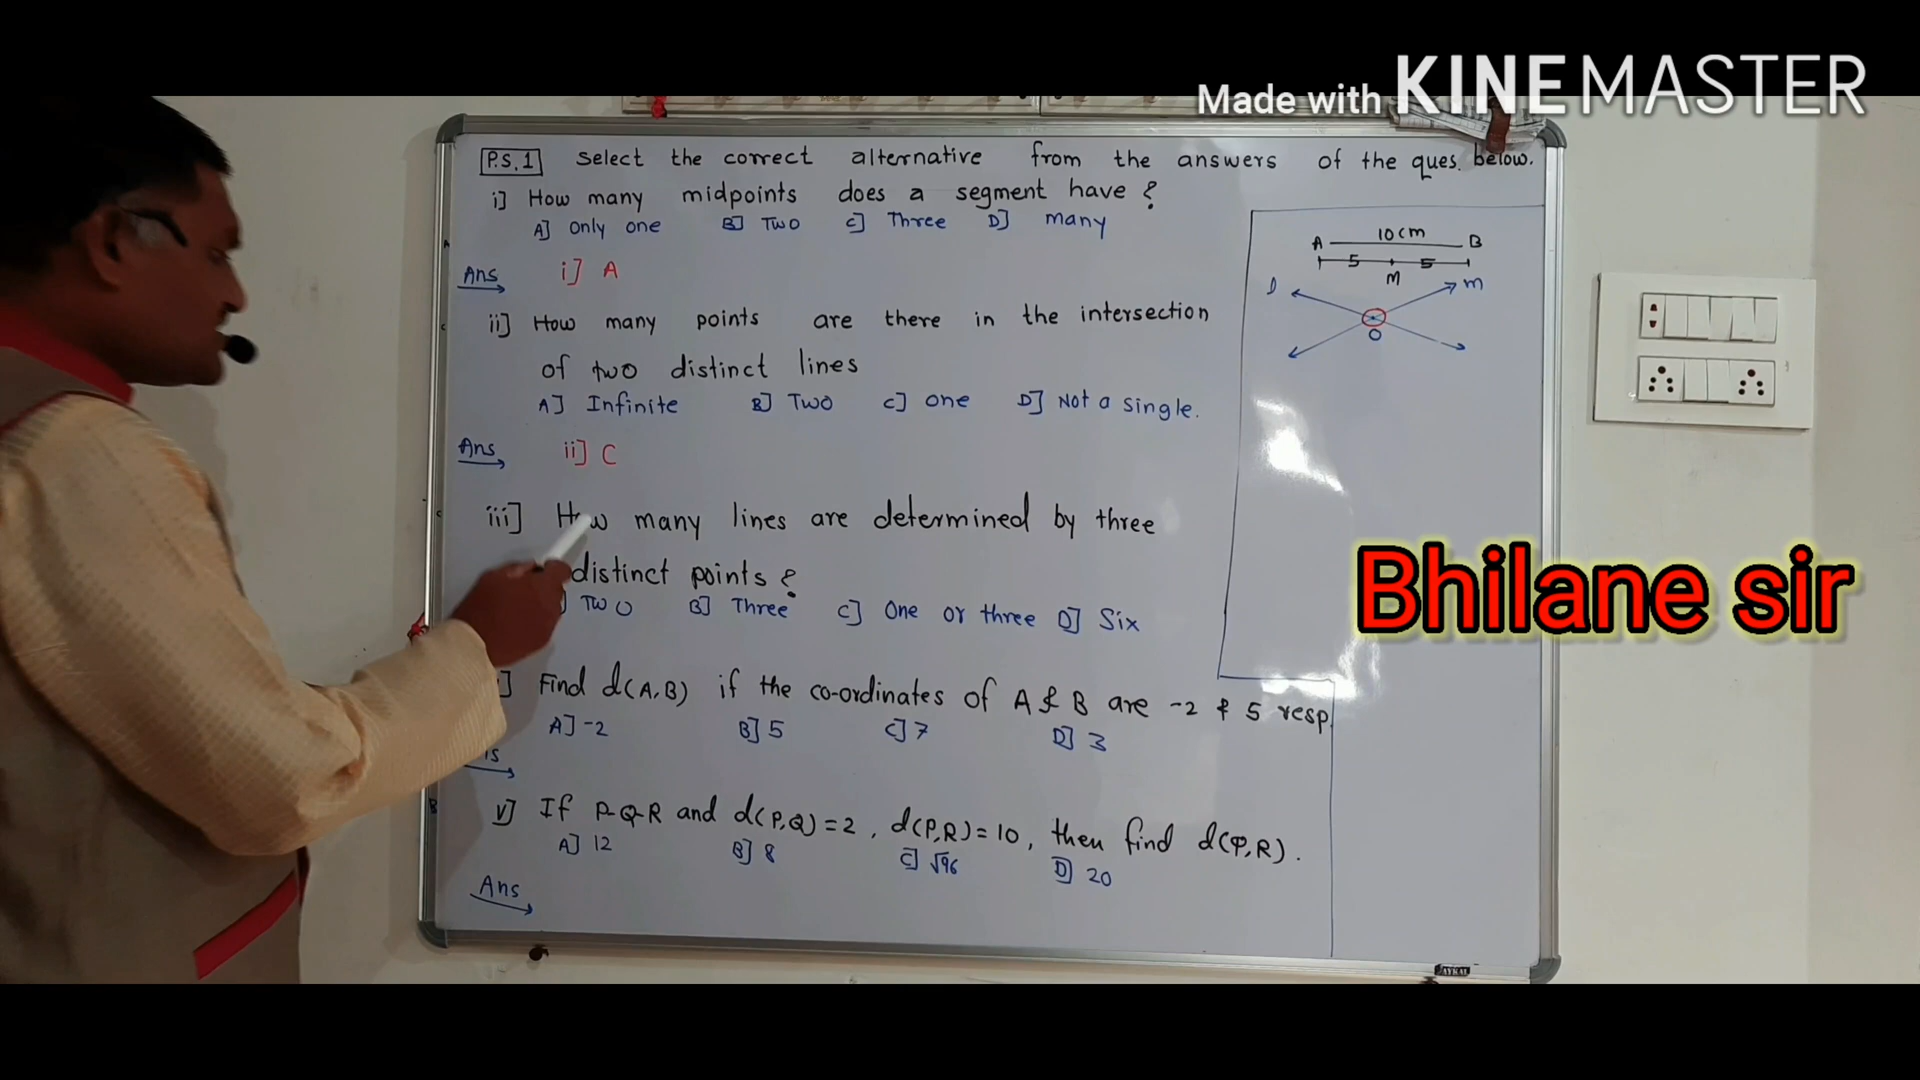 Made with KINEMASTER
P.S.1 Select the correct alternative from the answers of the ques. below.
i] How many midpoints does a segment have ?
A] only one B] Two C] Three D] many
Ans i] A
ii] How many points are there in the intersection
of two distinct lines
A] Infinite B] Two C] one D] Not a single.
Ans ii] C
iii] How many lines are determined by three
distinct points ?
Two B] Three C] One or three D] Six
] Find d(A,B) if the co-ordinates of A & B are -2 & 5 resp.
A] -2 B] 5 C] 7 D] 3
v] If P-Q-R and d(P,Q)=2, d(P,R)=10, then find d(P,R).
A] 12 B] 8 C] √96 D] 20
Ans
A 10cm B
5 5
M
l m
O
Bhilane sir